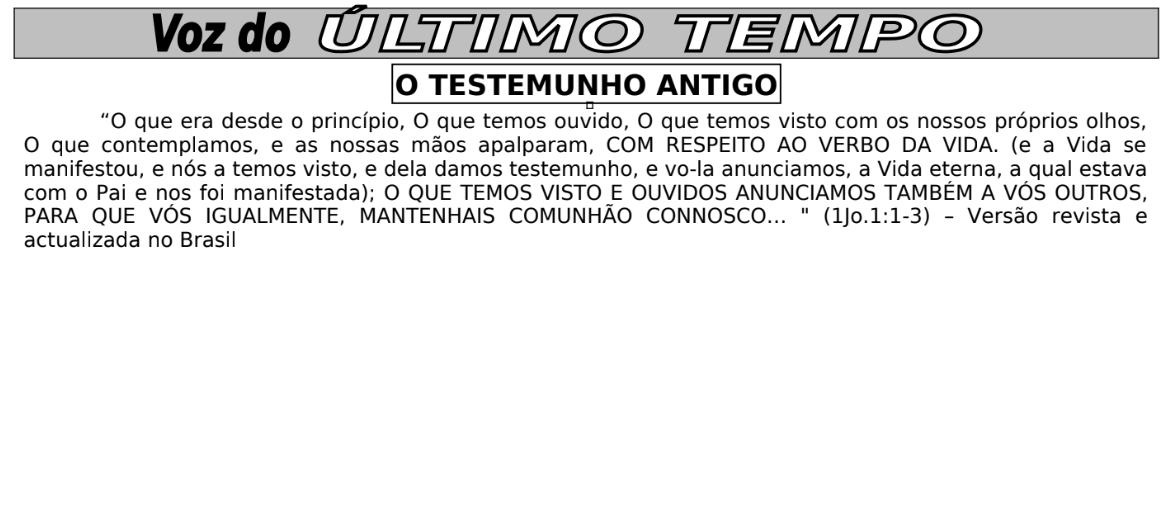 Voz do ÚLTIMO TEMPO
O TESTEMUNHO ANTIGO
“O que era desde o princípio, O que temos ouvido, O que temos visto com os nossos próprios olhos,
O que contemplamos, e as nossas mãos apalparam, COM RESPEITO AO VERBO DA VIDA. (e a Vida se
manifestou, e nós a temos visto, e dela damos testemunho, e vo-la anunciamos, a Vida eterna, a qual estava
com o Pai e nos foi manifestada); O QUE TEMOS VISTO E OUVIDOS ANUNCIAMOS TAMBÉM A VÓS OUTROS,
PARA QUE VÓS IGUALMENTE, MANTENHAIS COMUNHÃO CONNOSCO... " (1Jo.1:1-3) – Versão revista e
actualizada no Brasil